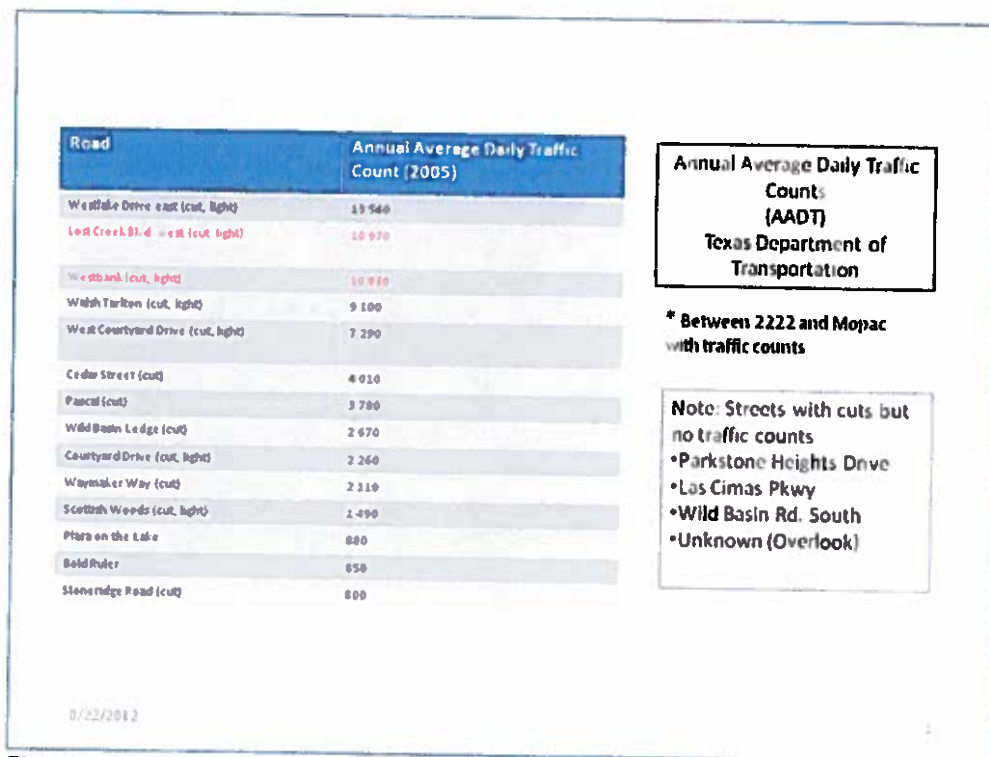 Road
Annual Average Daily Traffic
Count (2005)
Westlake Drive east (cut, light) 13 560
Lost Creek Blvd west (cut light) 10 970
Westbank (cut, light) 10 930
Walsh Tarlton (cut, light) 9 100
West Courtyard Drive (cut, light) 7 290
Cedar Street (cut) 4 010
Pascal (cut) 3 780
Wild Basin Ledge (cut) 2 670
Courtyard Drive (cut, light) 2 260
Waymaker Way (cut) 2 110
Scottish Woods (cut, light) 1 490
Plaza on the Lake 880
Bold Ruler 850
Stoneridge Road (cut) 800
Annual Average Daily Traffic
Counts
(AADT)
Texas Department of
Transportation
* Between 2222 and Mopac
with traffic counts
Note: Streets with cuts but
no traffic counts
•Parkstone Heights Drive
•Las Cimas Pkwy
•Wild Basin Rd. South
•Unknown (Overlook)
8/22/2012